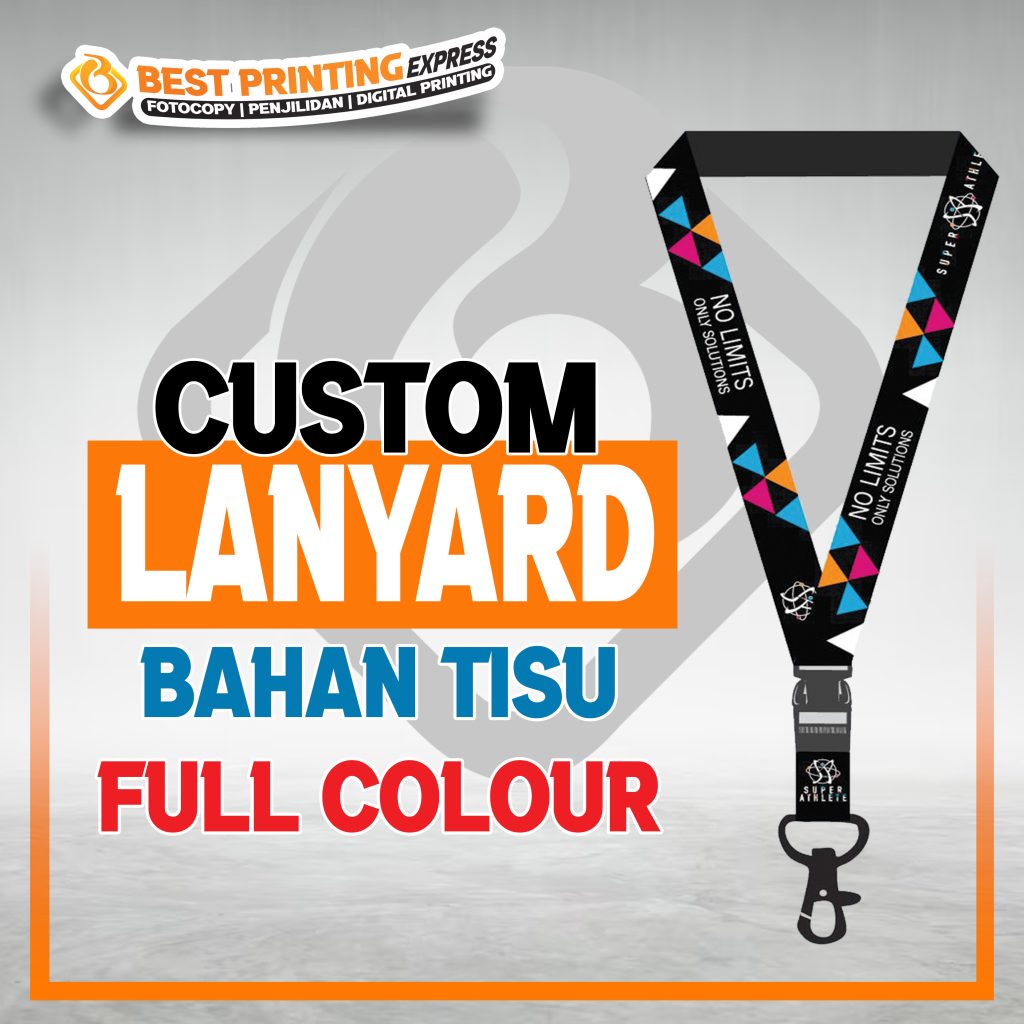 BEST PRINTING EXPRESS
FOTOCOPY | PENJILIDAN | DIGITAL PRINTING
CUSTOM
LANYARD
BAHAN TISU
FULL COLOUR
NO LIMITS
ONLY SOLUTIONS
SUPER ATHLE
NO LIMITS
ONLY SOLUTIONS
SUPER
ATHLETE